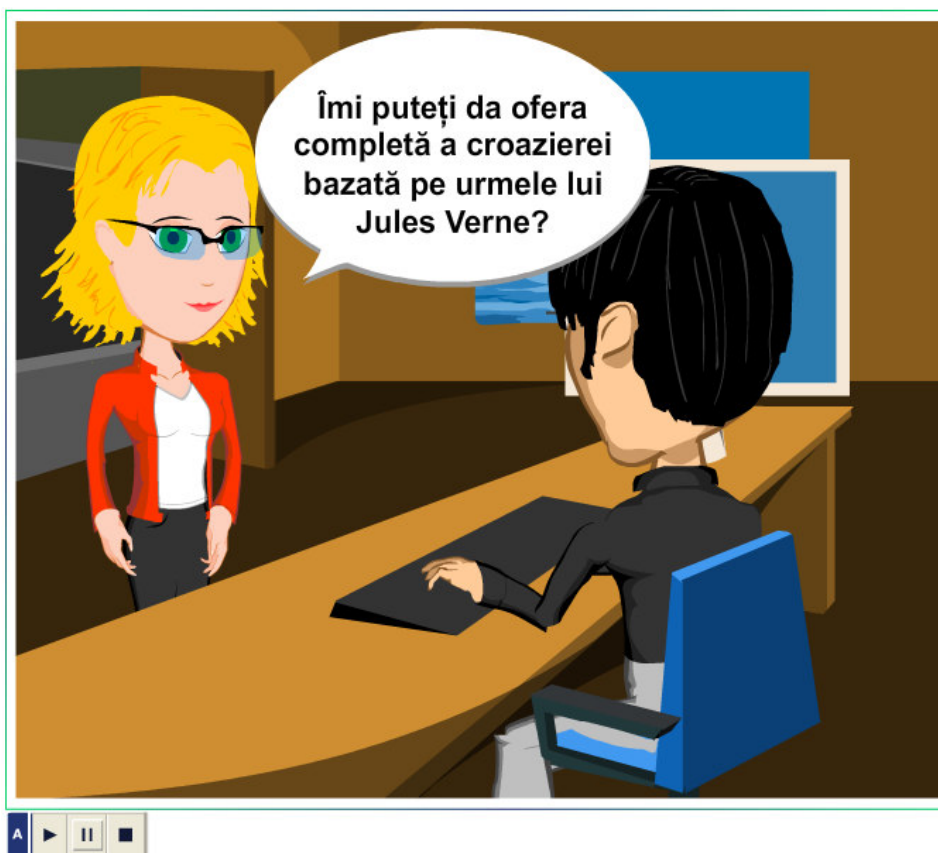 Îmi puteți da ofera
completă a croazierei
bazată pe urmele lui
Jules Verne?
A